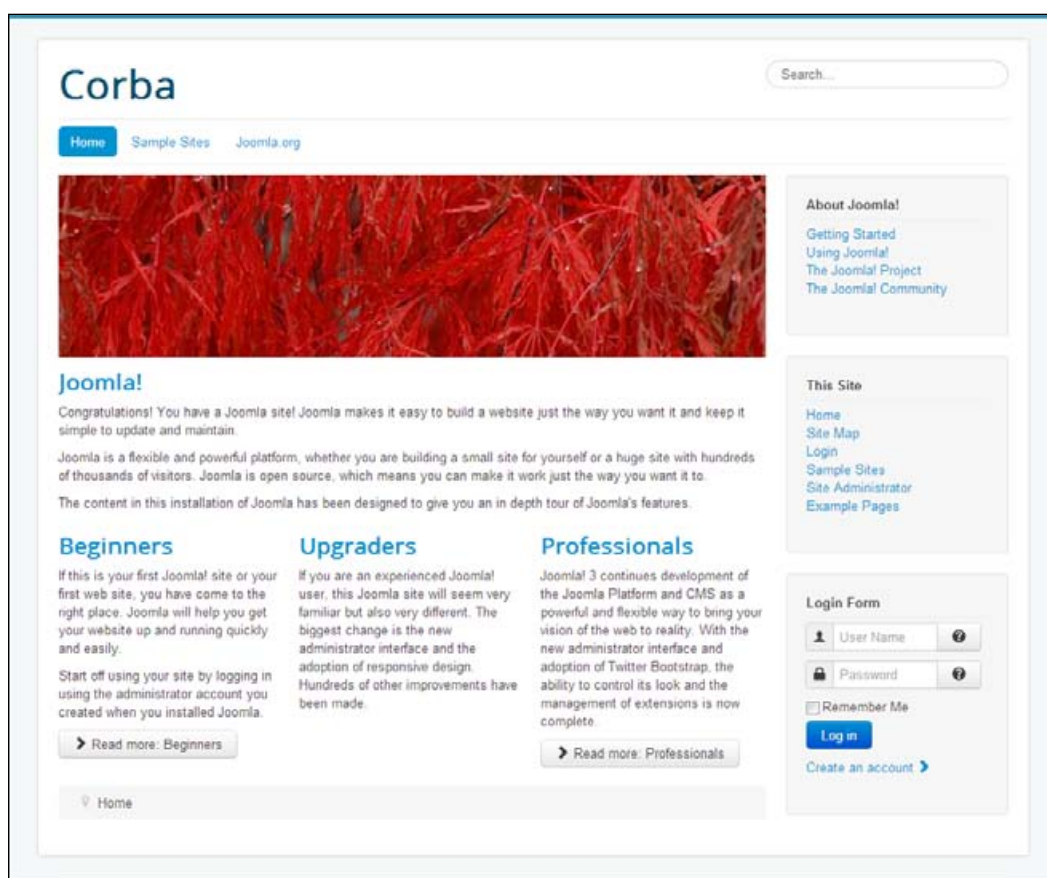 Corba
Search...
Home Sample Sites Joomla.org
Joomla!
Congratulations! You have a Joomla site! Joomla makes it easy to build a website just the way you want it and keep it
simple to update and maintain.
Joomla is a flexible and powerful platform, whether you are building a small site for yourself or a huge site with hundreds
of thousands of visitors. Joomla is open source, which means you can make it work just the way you want it to.
The content in this installation of Joomla has been designed to give you an in depth tour of Joomla's features.
Beginners
If this is your first Joomla! site or your
first web site, you have come to the
right place. Joomla will help you get
your website up and running quickly
and easily.
Start off using your site by logging in
using the administrator account you
created when you installed Joomla.
Read more: Beginners
Upgraders
If you are an experienced Joomla!
user, this Joomla site will seem very
familiar but also very different. The
biggest change is the new
administrator interface and the
adoption of responsive design.
Hundreds of other improvements have
been made.
Professionals
Joomla! 3 continues development of
the Joomla Platform and CMS as a
powerful and flexible way to bring your
vision of the web to reality. With the
new administrator interface and
adoption of Twitter Bootstrap, the
ability to control its look and the
management of extensions is now
complete.
Read more: Professionals
Home
About Joomla!
Getting Started
Using Joomla!
The Joomla! Project
The Joomla! Community
This Site
Home
Site Map
Login
Sample Sites
Site Administrator
Example Pages
Login Form
User Name
Password
Remember Me
Log in
Create an account